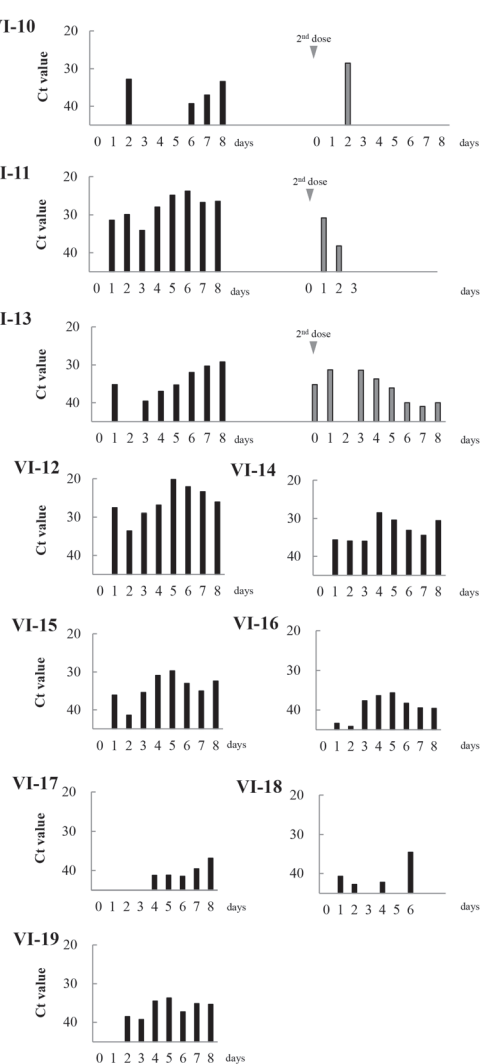 VI-10
20
30
40
Ct value
0 1 2 3 4 5 6 7 8 days
2nd dose
0 1 2 3 4 5 6 7 8 days
I-11
20
30
40
Ct value
0 1 2 3 4 5 6 7 8 days
2nd dose
0 1 2 3 days
I-13
20
30
40
Ct value
0 1 2 3 4 5 6 7 8 days
2nd dose
0 1 2 3 4 5 6 7 8 days
VI-12
20
30
40
Ct value
0 1 2 3 4 5 6 7 8 days
VI-14
20
30
40
0 1 2 3 4 5 6 7 8 days
VI-15
20
30
40
Ct value
0 1 2 3 4 5 6 7 8 days
VI-16
20
30
40
0 1 2 3 4 5 6 7 8 days
VI-17
20
30
40
Ct value
0 1 2 3 4 5 6 7 8 days
VI-18
20
30
40
0 1 2 3 4 5 6 days
VI-19
20
30
40
Ct value
0 1 2 3 4 5 6 7 8 days